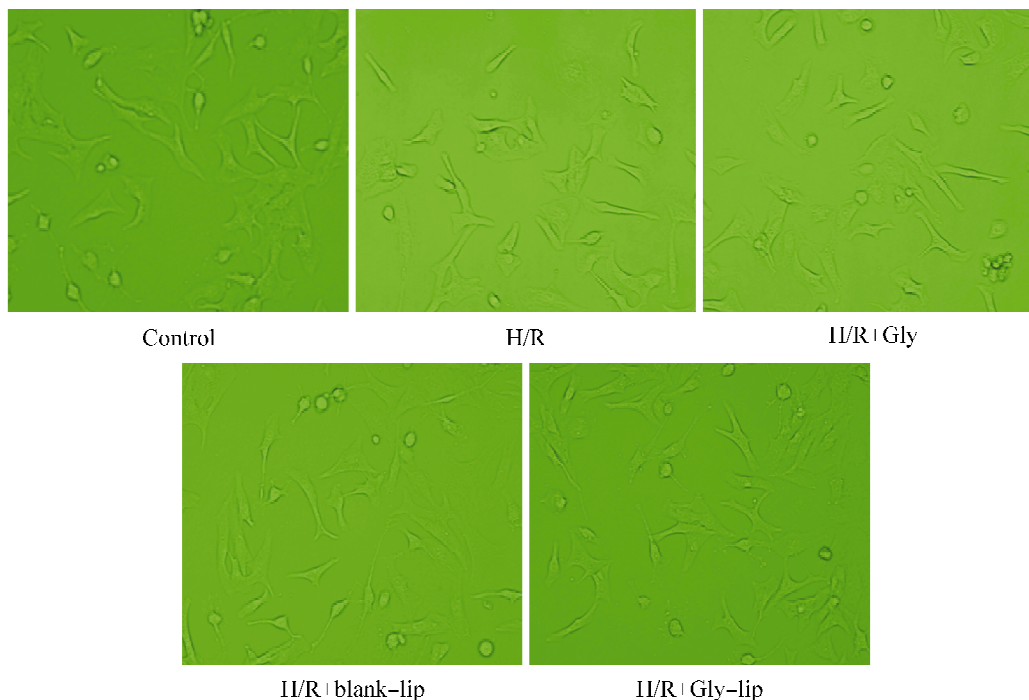 Control
H/R
H/R+Gly
H/R+blank-lip
H/R+Gly-lip